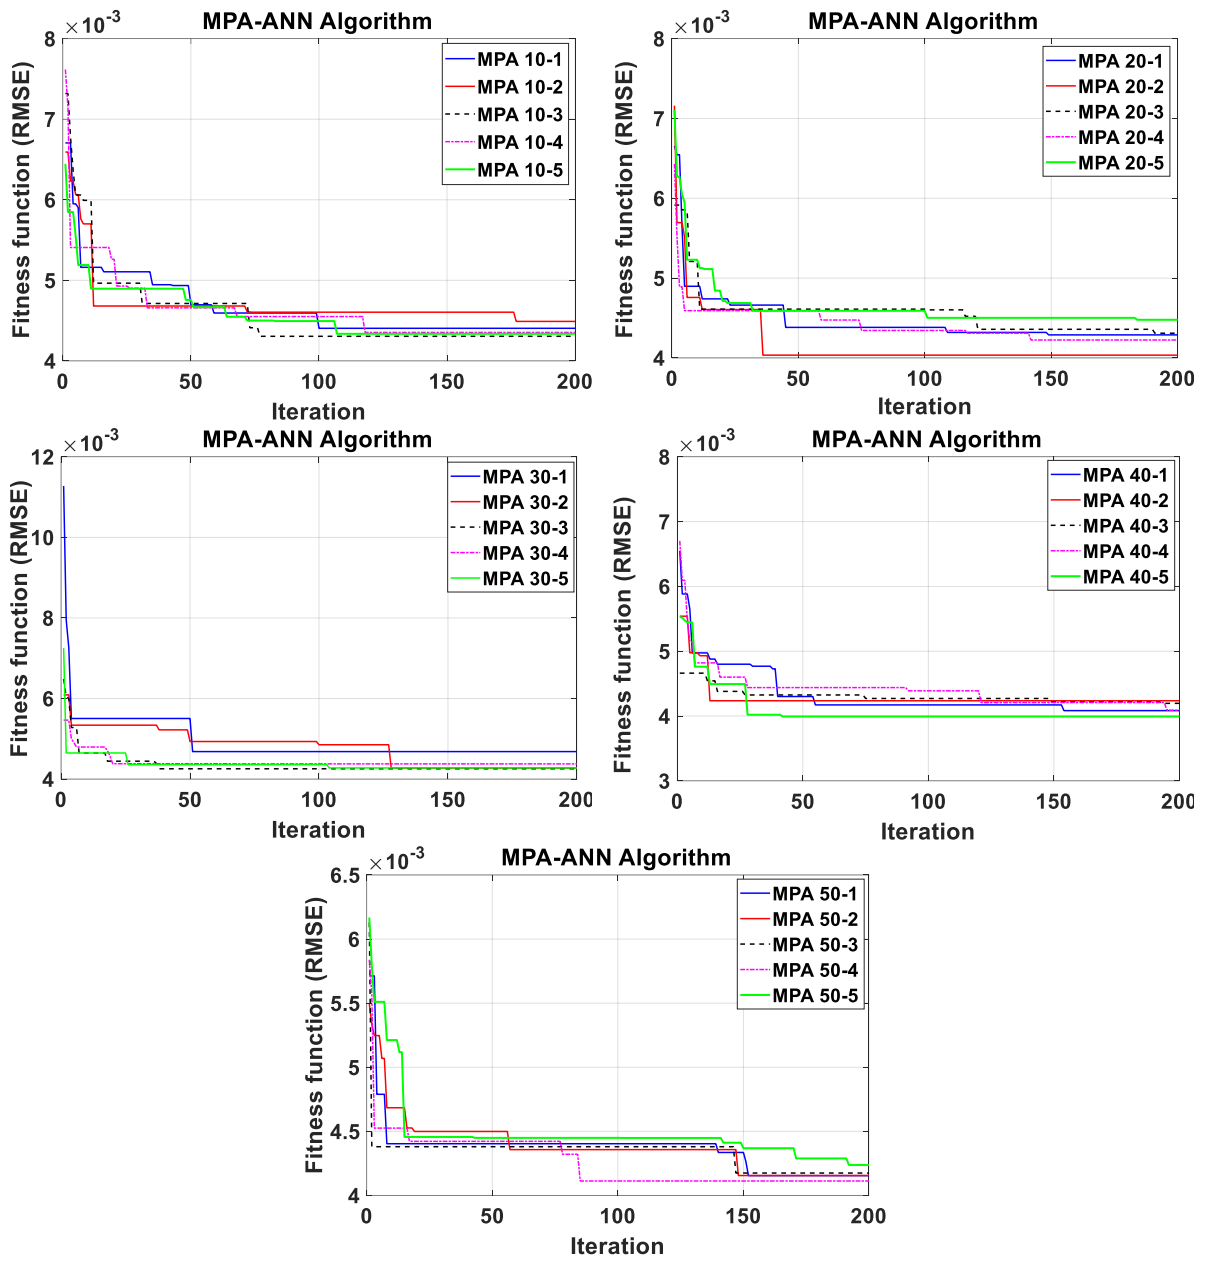 ×10-3
MPA-ANN Algorithm
Fitness function (RMSE)
8
7
6
5
4
0
50
100
150
200
Iteration
MPA 10-1
MPA 10-2
MPA 10-3
MPA 10-4
MPA 10-5
×10-3
MPA-ANN Algorithm
Fitness function (RMSE)
8
7
6
5
4
0
50
100
150
200
Iteration
MPA 20-1
MPA 20-2
MPA 20-3
MPA 20-4
MPA 20-5
×10-3
MPA-ANN Algorithm
Fitness function (RMSE)
12
10
8
6
4
0
50
100
150
200
Iteration
MPA 30-1
MPA 30-2
MPA 30-3
MPA 30-4
MPA 30-5
×10-3
MPA-ANN Algorithm
Fitness function (RMSE)
8
7
6
5
4
3
0
50
100
150
200
Iteration
MPA 40-1
MPA 40-2
MPA 40-3
MPA 40-4
MPA 40-5
×10-3
MPA-ANN Algorithm
Fitness function (RMSE)
6.5
6
5.5
5
4.5
4
0
50
100
150
200
Iteration
MPA 50-1
MPA 50-2
MPA 50-3
MPA 50-4
MPA 50-5